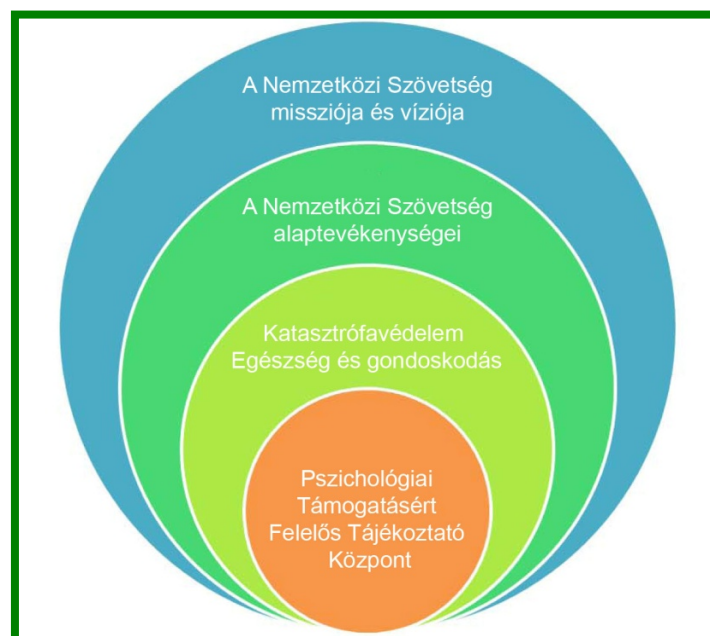 A Nemzetközi Szövetség
missziója és víziója
A Nemzetközi Szövetség
alaptevékenységei
Katasztrófavédelem
Egészség és gondoskodás
Pszichológiai
Támogatásért
Felelős Tájékoztató
Központ